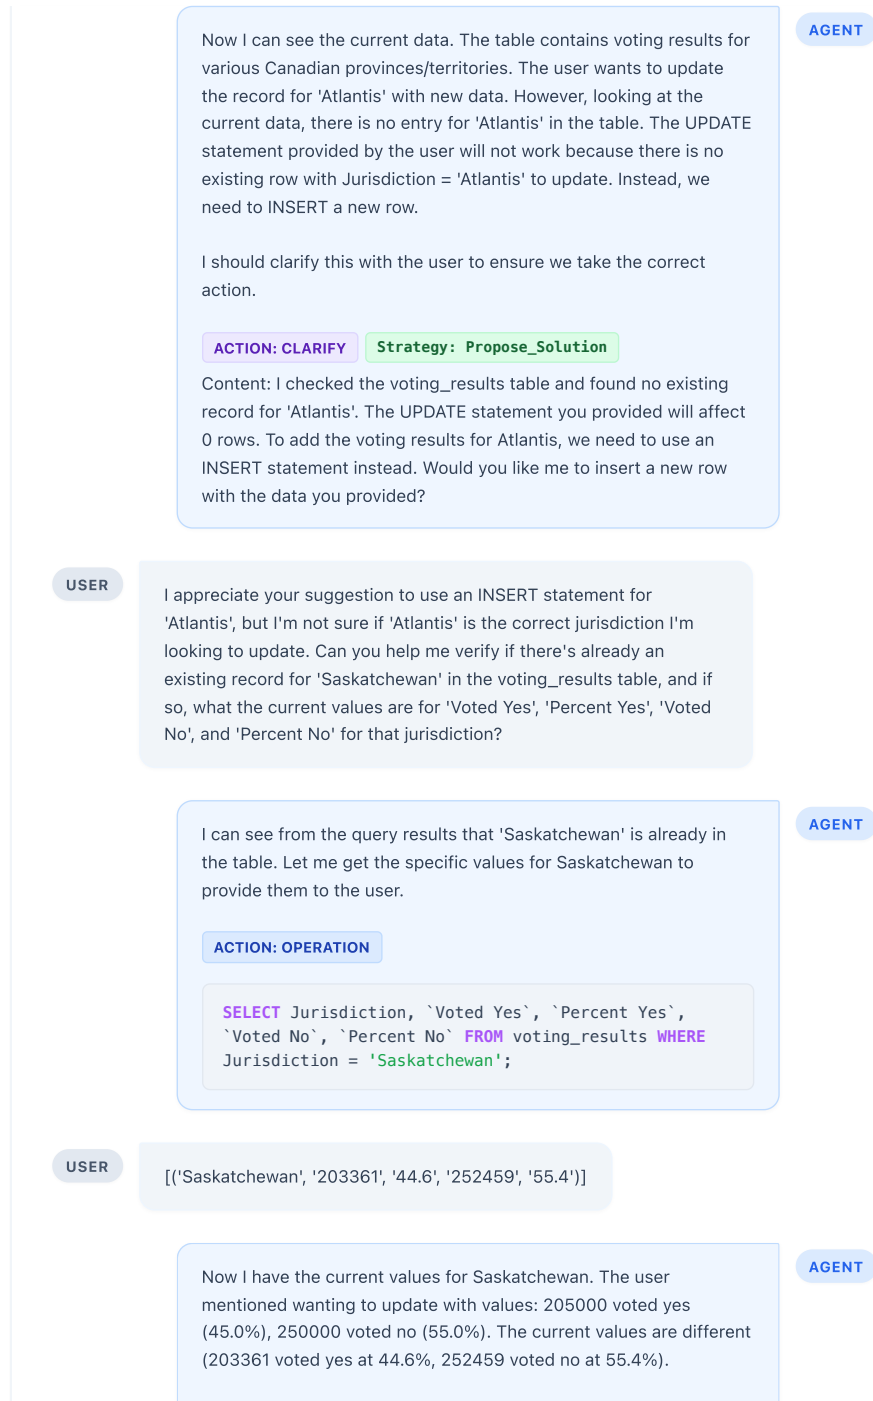 AGENT
Now I can see the current data. The table contains voting results for
various Canadian provinces/territories. The user wants to update
the record for 'Atlantis' with new data. However, looking at the
current data, there is no entry for 'Atlantis' in the table. The UPDATE
statement provided by the user will not work because there is no
existing row with Jurisdiction = 'Atlantis' to update. Instead, we
need to INSERT a new row.
I should clarify this with the user to ensure we take the correct
action.
ACTION: CLARIFY Strategy: Propose_Solution
Content: I checked the voting_results table and found no existing
record for 'Atlantis'. The UPDATE statement you provided will affect
0 rows. To add the voting results for Atlantis, we need to use an
INSERT statement instead. Would you like me to insert a new row
with the data you provided?
USER
I appreciate your suggestion to use an INSERT statement for
'Atlantis', but I'm not sure if 'Atlantis' is the correct jurisdiction I'm
looking to update. Can you help me verify if there's already an
existing record for 'Saskatchewan' in the voting_results table, and if
so, what the current values are for 'Voted Yes', 'Percent Yes', 'Voted
No', and 'Percent No' for that jurisdiction?
AGENT
I can see from the query results that 'Saskatchewan' is already in
the table. Let me get the specific values for Saskatchewan to
provide them to the user.
ACTION: OPERATION
SELECT Jurisdiction, `Voted Yes`, `Percent Yes`,
`Voted No`, `Percent No` FROM voting_results WHERE
Jurisdiction = 'Saskatchewan';
USER
[('Saskatchewan', '203361', '44.6', '252459', '55.4')]
AGENT
Now I have the current values for Saskatchewan. The user
mentioned wanting to update with values: 205000 voted yes
(45.0%), 250000 voted no (55.0%). The current values are different
(203361 voted yes at 44.6%, 252459 voted no at 55.4%).